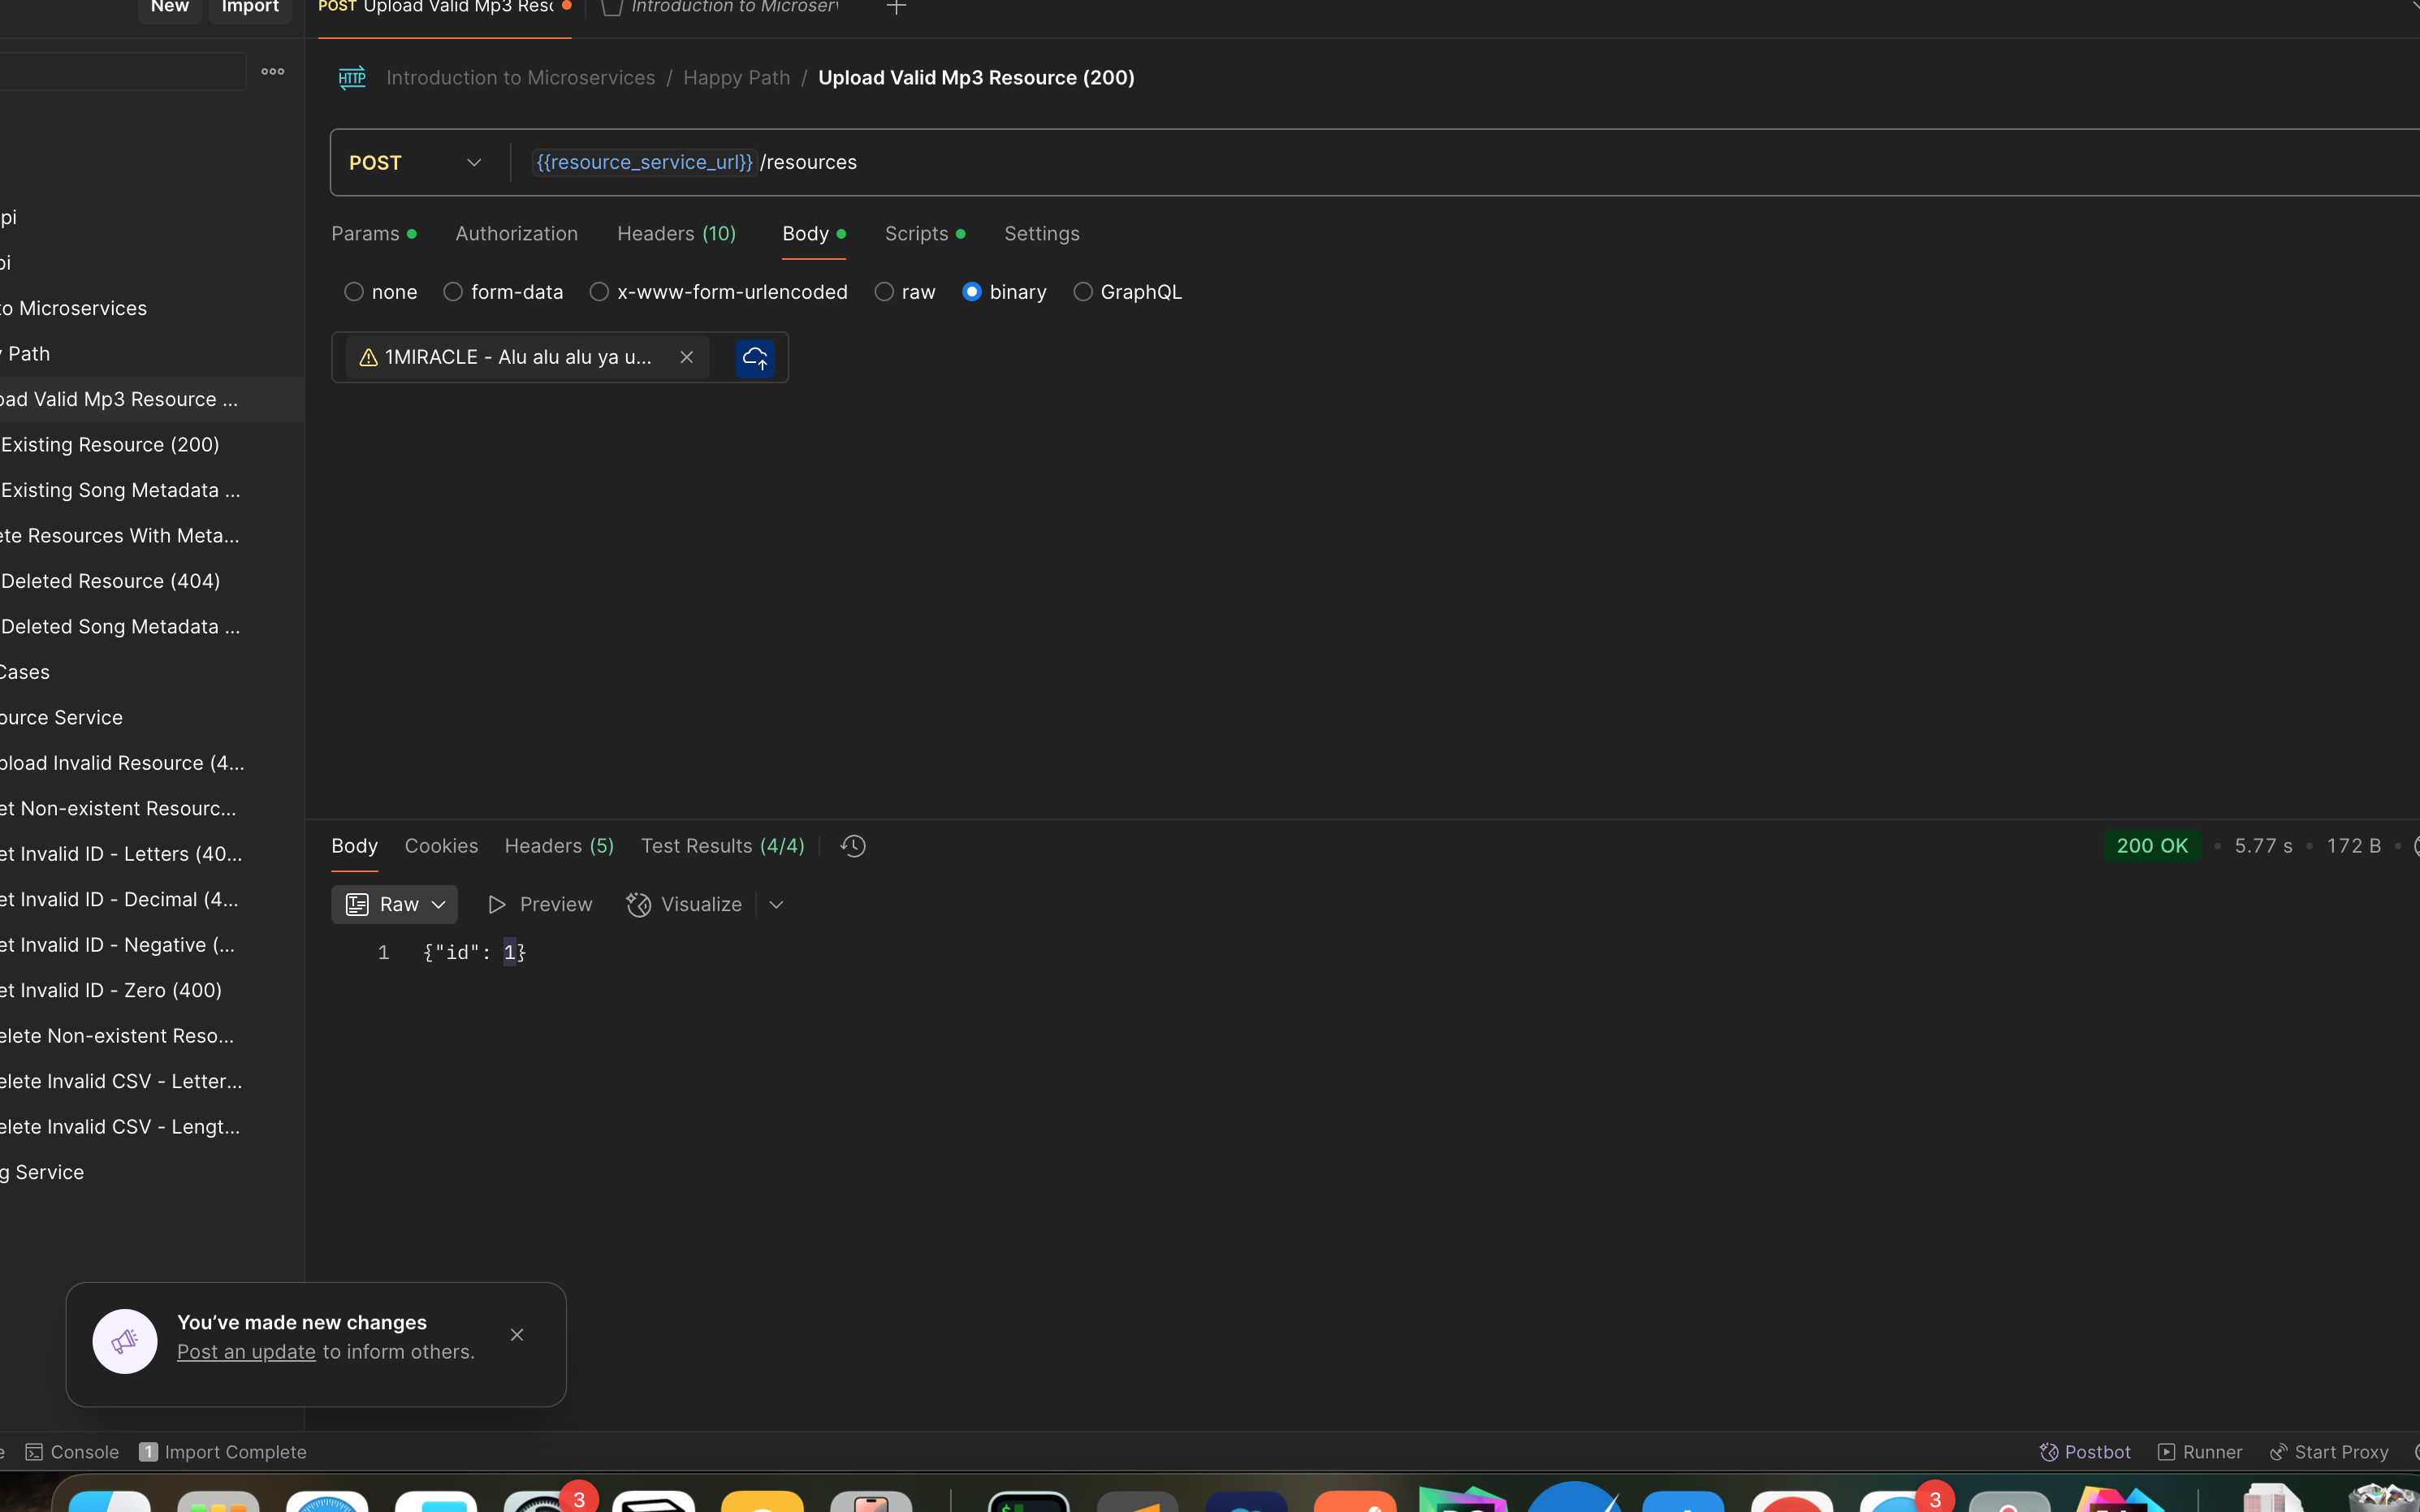 New Import
POST Upload Valid Mp3 Reso Introduction to Microser
HTTP Introduction to Microservices / Happy Path / Upload Valid Mp3 Resource (200)
POST {{resource_service_url}}/resources
Params Authorization Headers (10) Body Scripts Settings
none form-data x-www-form-urlencoded raw binary GraphQL
1MIRACLE - Alu alu alu ya u...
pi
pi
to Microservices
y Path
oad Valid Mp3 Resource ...
Existing Resource (200)
Existing Song Metadata ...
ete Resources With Meta...
Deleted Resource (404)
Deleted Song Metadata ...
Cases
ource Service
pload Invalid Resource (4...
et Non-existent Resourc...
et Invalid ID - Letters (40...
et Invalid ID - Decimal (4...
et Invalid ID - Negative (...
et Invalid ID - Zero (400)
elete Non-existent Reso...
elete Invalid CSV - Letter...
elete Invalid CSV - Lengt...
g Service
Body Cookies Headers (5) Test Results (4/4) 200 OK • 5.77 s • 172 B •
Raw Preview Visualize
1 {"id": 1}
You’ve made new changes
Post an update to inform others.
e Console 1 Import Complete Postbot Runner Start Proxy
3 3